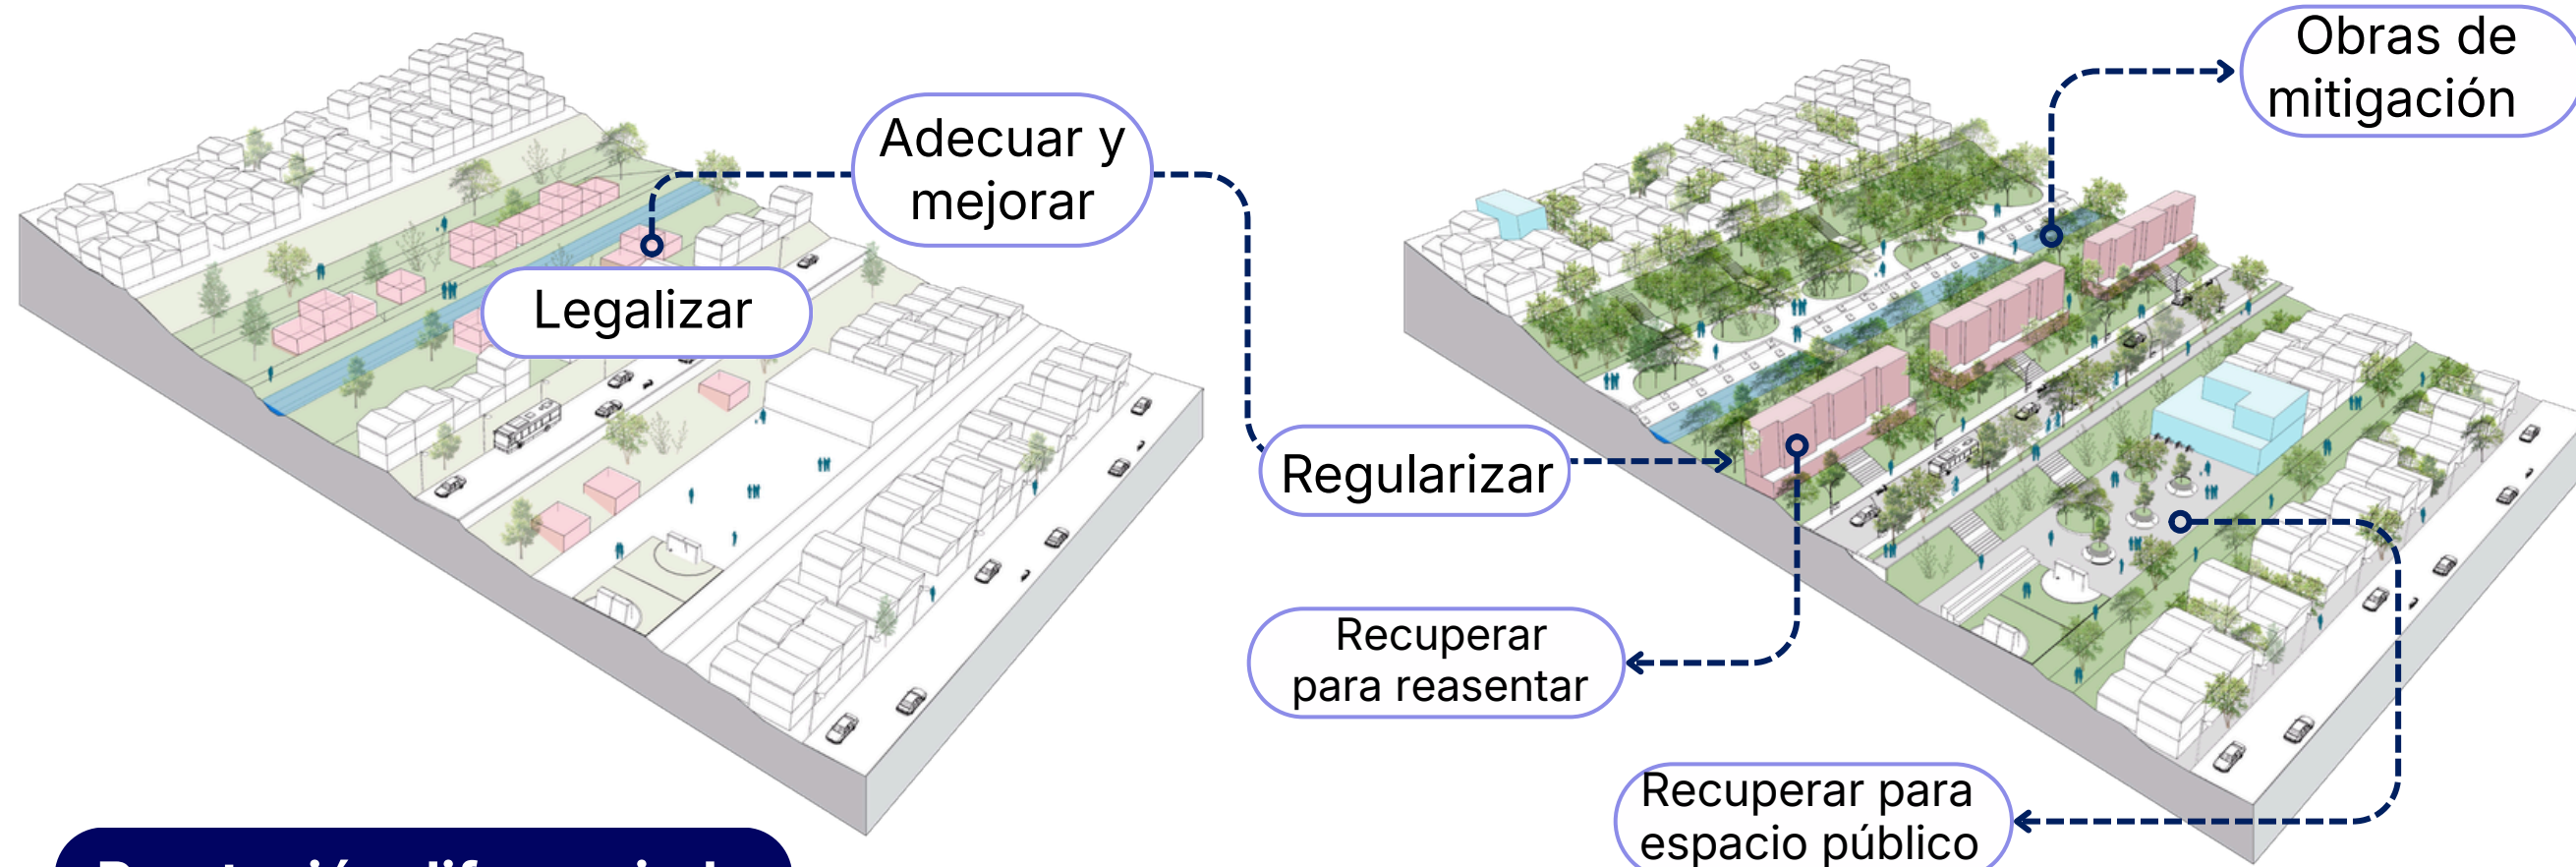 Obras de
mitigación
Adecuar y
mejorar
Legalizar
Regularizar
Recuperar
para reasentar
Recuperar para
espacio público